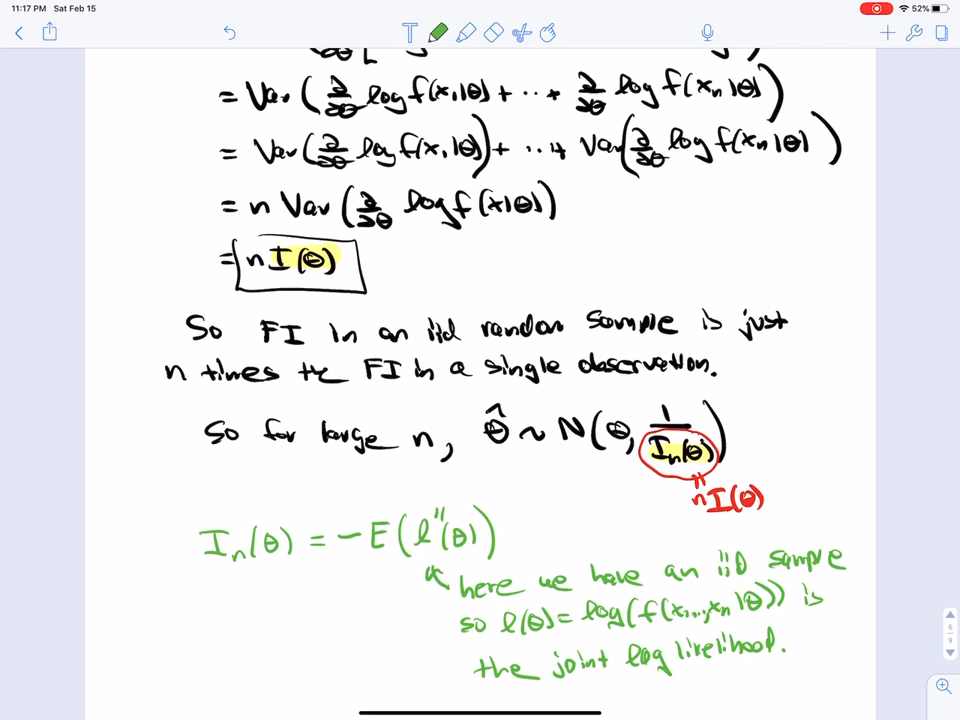 11:17 PM Sat Feb 15
52%
= Var(∂/∂θ log f(x₁|θ) + ... + ∂/∂θ log f(xₙ|θ))
= Var(∂/∂θ log f(x₁|θ)) + ... + Var(∂/∂θ log f(xₙ|θ))
= n Var(∂/∂θ log f(x|θ))
= n I(θ)
So FI in an iid random sample is just
n times the FI in a single observation.
So for large n, θ̂ ~ N(θ, 1/Iₙ(θ))
" n I(θ)
Iₙ(θ) = -E(l''(θ))
here we have an iid sample
so l(θ) = log(f(x₁,...,xₙ|θ)) is
the joint log likelihood.
6
9